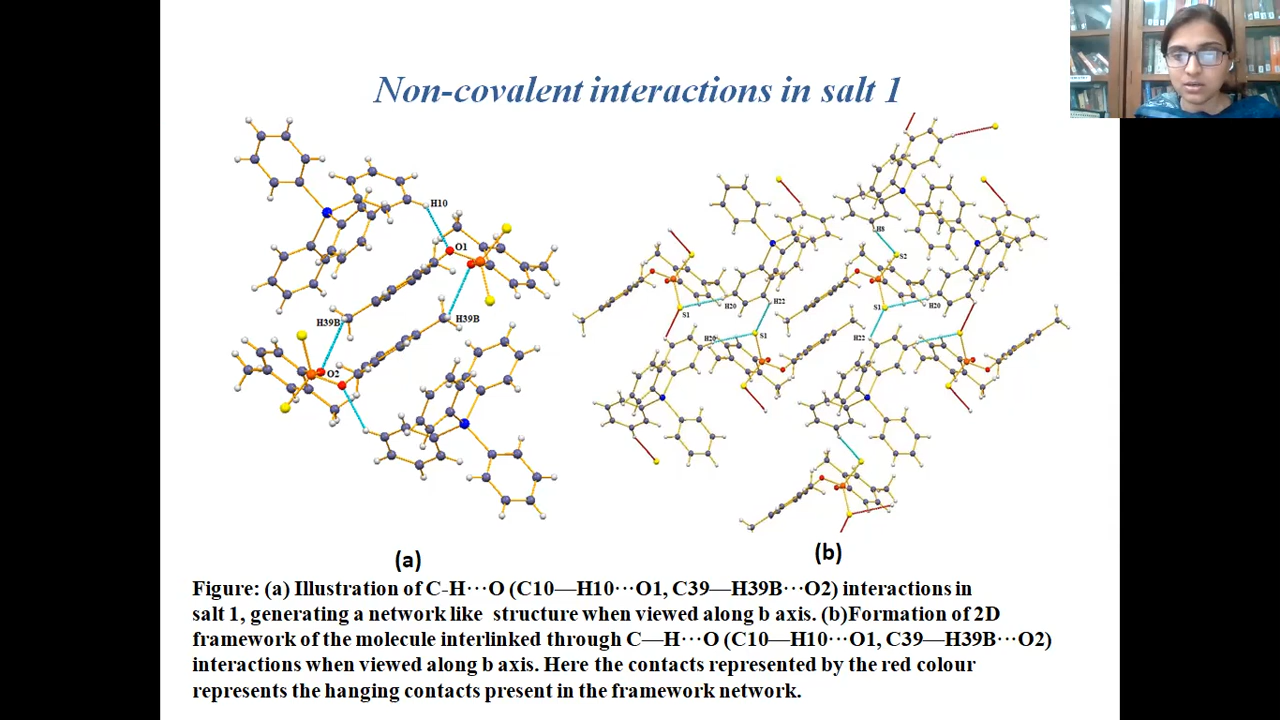 Non-covalent interactions in salt 1
H10
O1
H39B
H39B
O2
H8
S2
H20
H22
S1
S1
H20
H20
S1
H22
(a)
(b)
Figure: (a) Illustration of C-H···O (C10—H10···O1, C39—H39B···O2) interactions in
salt 1, generating a network like structure when viewed along b axis. (b)Formation of 2D
framework of the molecule interlinked through C—H···O (C10—H10···O1, C39—H39B···O2)
interactions when viewed along b axis. Here the contacts represented by the red colour
represents the hanging contacts present in the framework network.